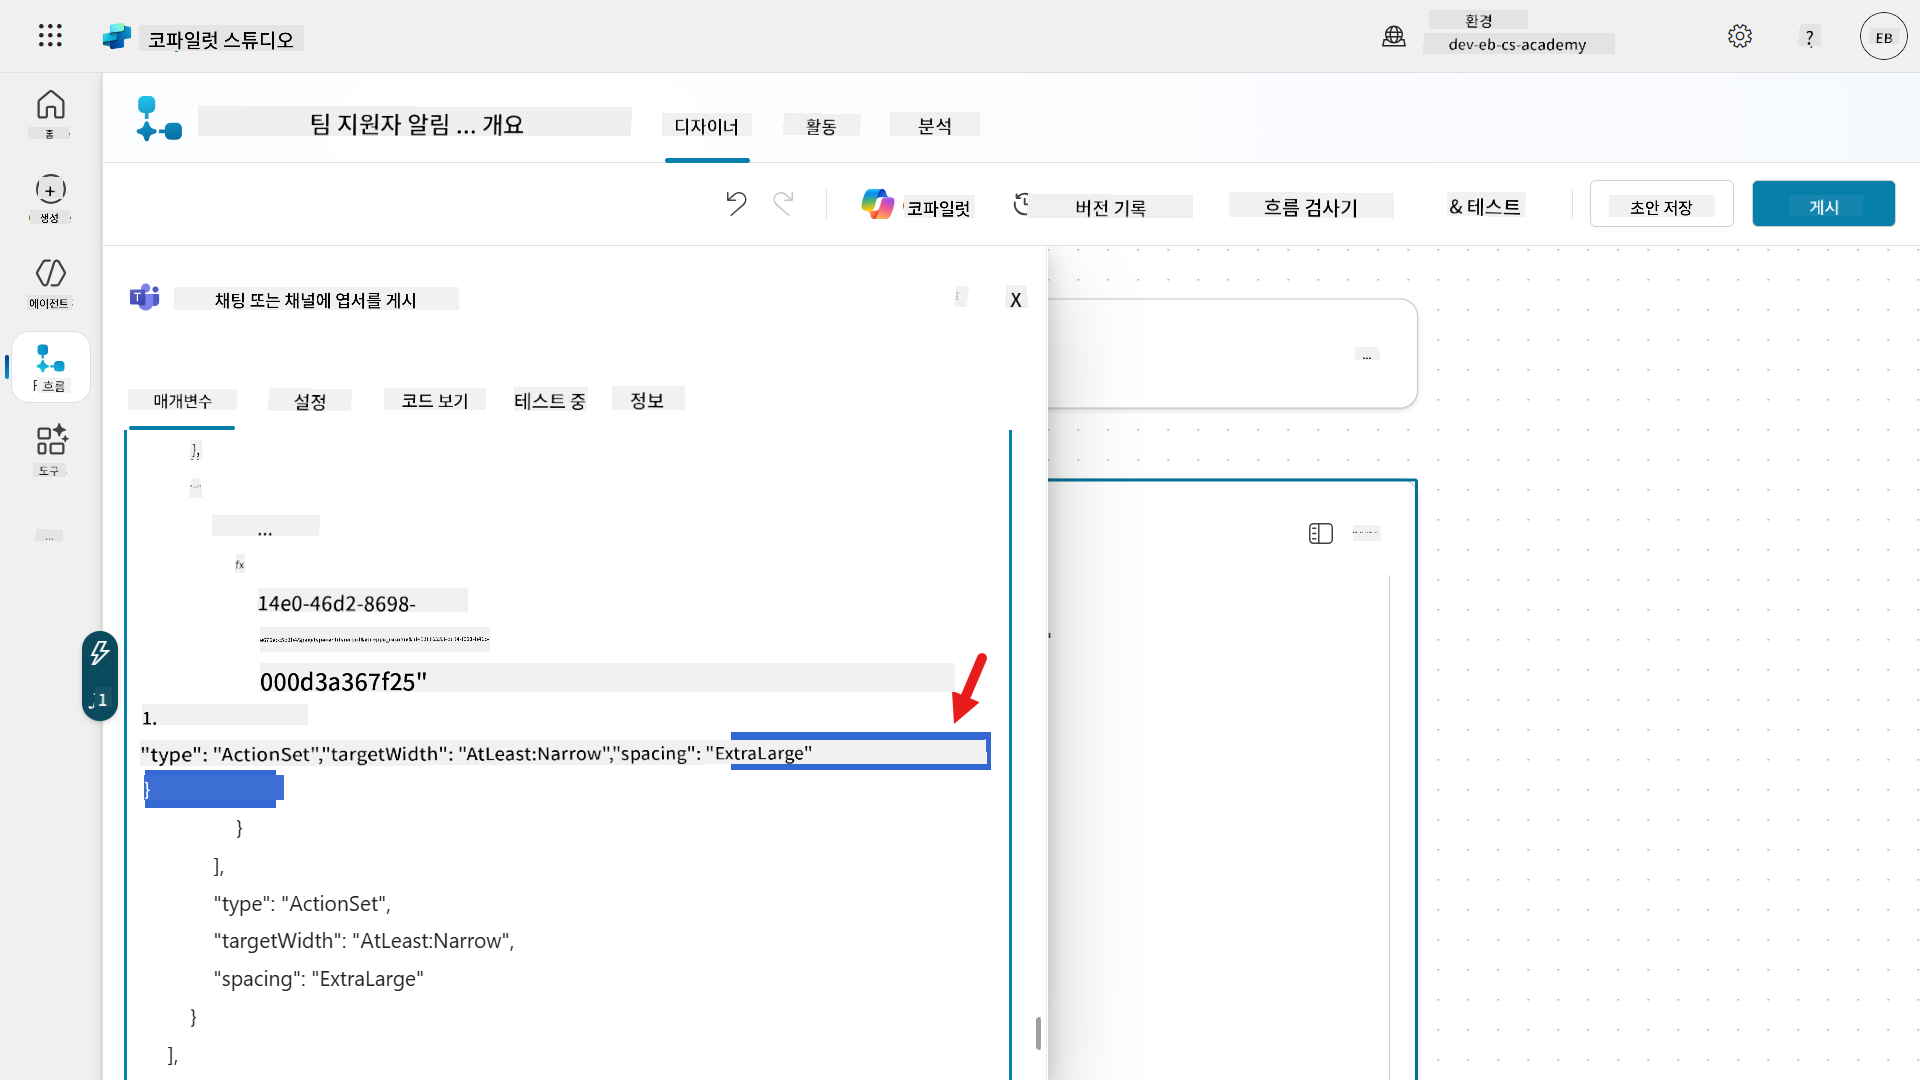 코파일럿 스튜디오
환경
dev-eb-cs-academy
?
EB
홈
생성
에이전트
흐름
도구
...
팀 지원자 알림 ... 개요
디자이너
활동
분석
코파일럿
버전 기록
흐름 검사기
& 테스트
초안 저장
게시
채팅 또는 채널에 엽서를 게시
X
매개변수
설정
코드 보기
테스트 중
정보
...
},
...
fx
14e0-46d2-8698-
000d3a367f25"
1.
"type": "ActionSet","targetWidth": "AtLeast:Narrow","spacing": "ExtraLarge"
}
}
],
"type": "ActionSet",
"targetWidth": "AtLeast:Narrow",
"spacing": "ExtraLarge"
}
],
1